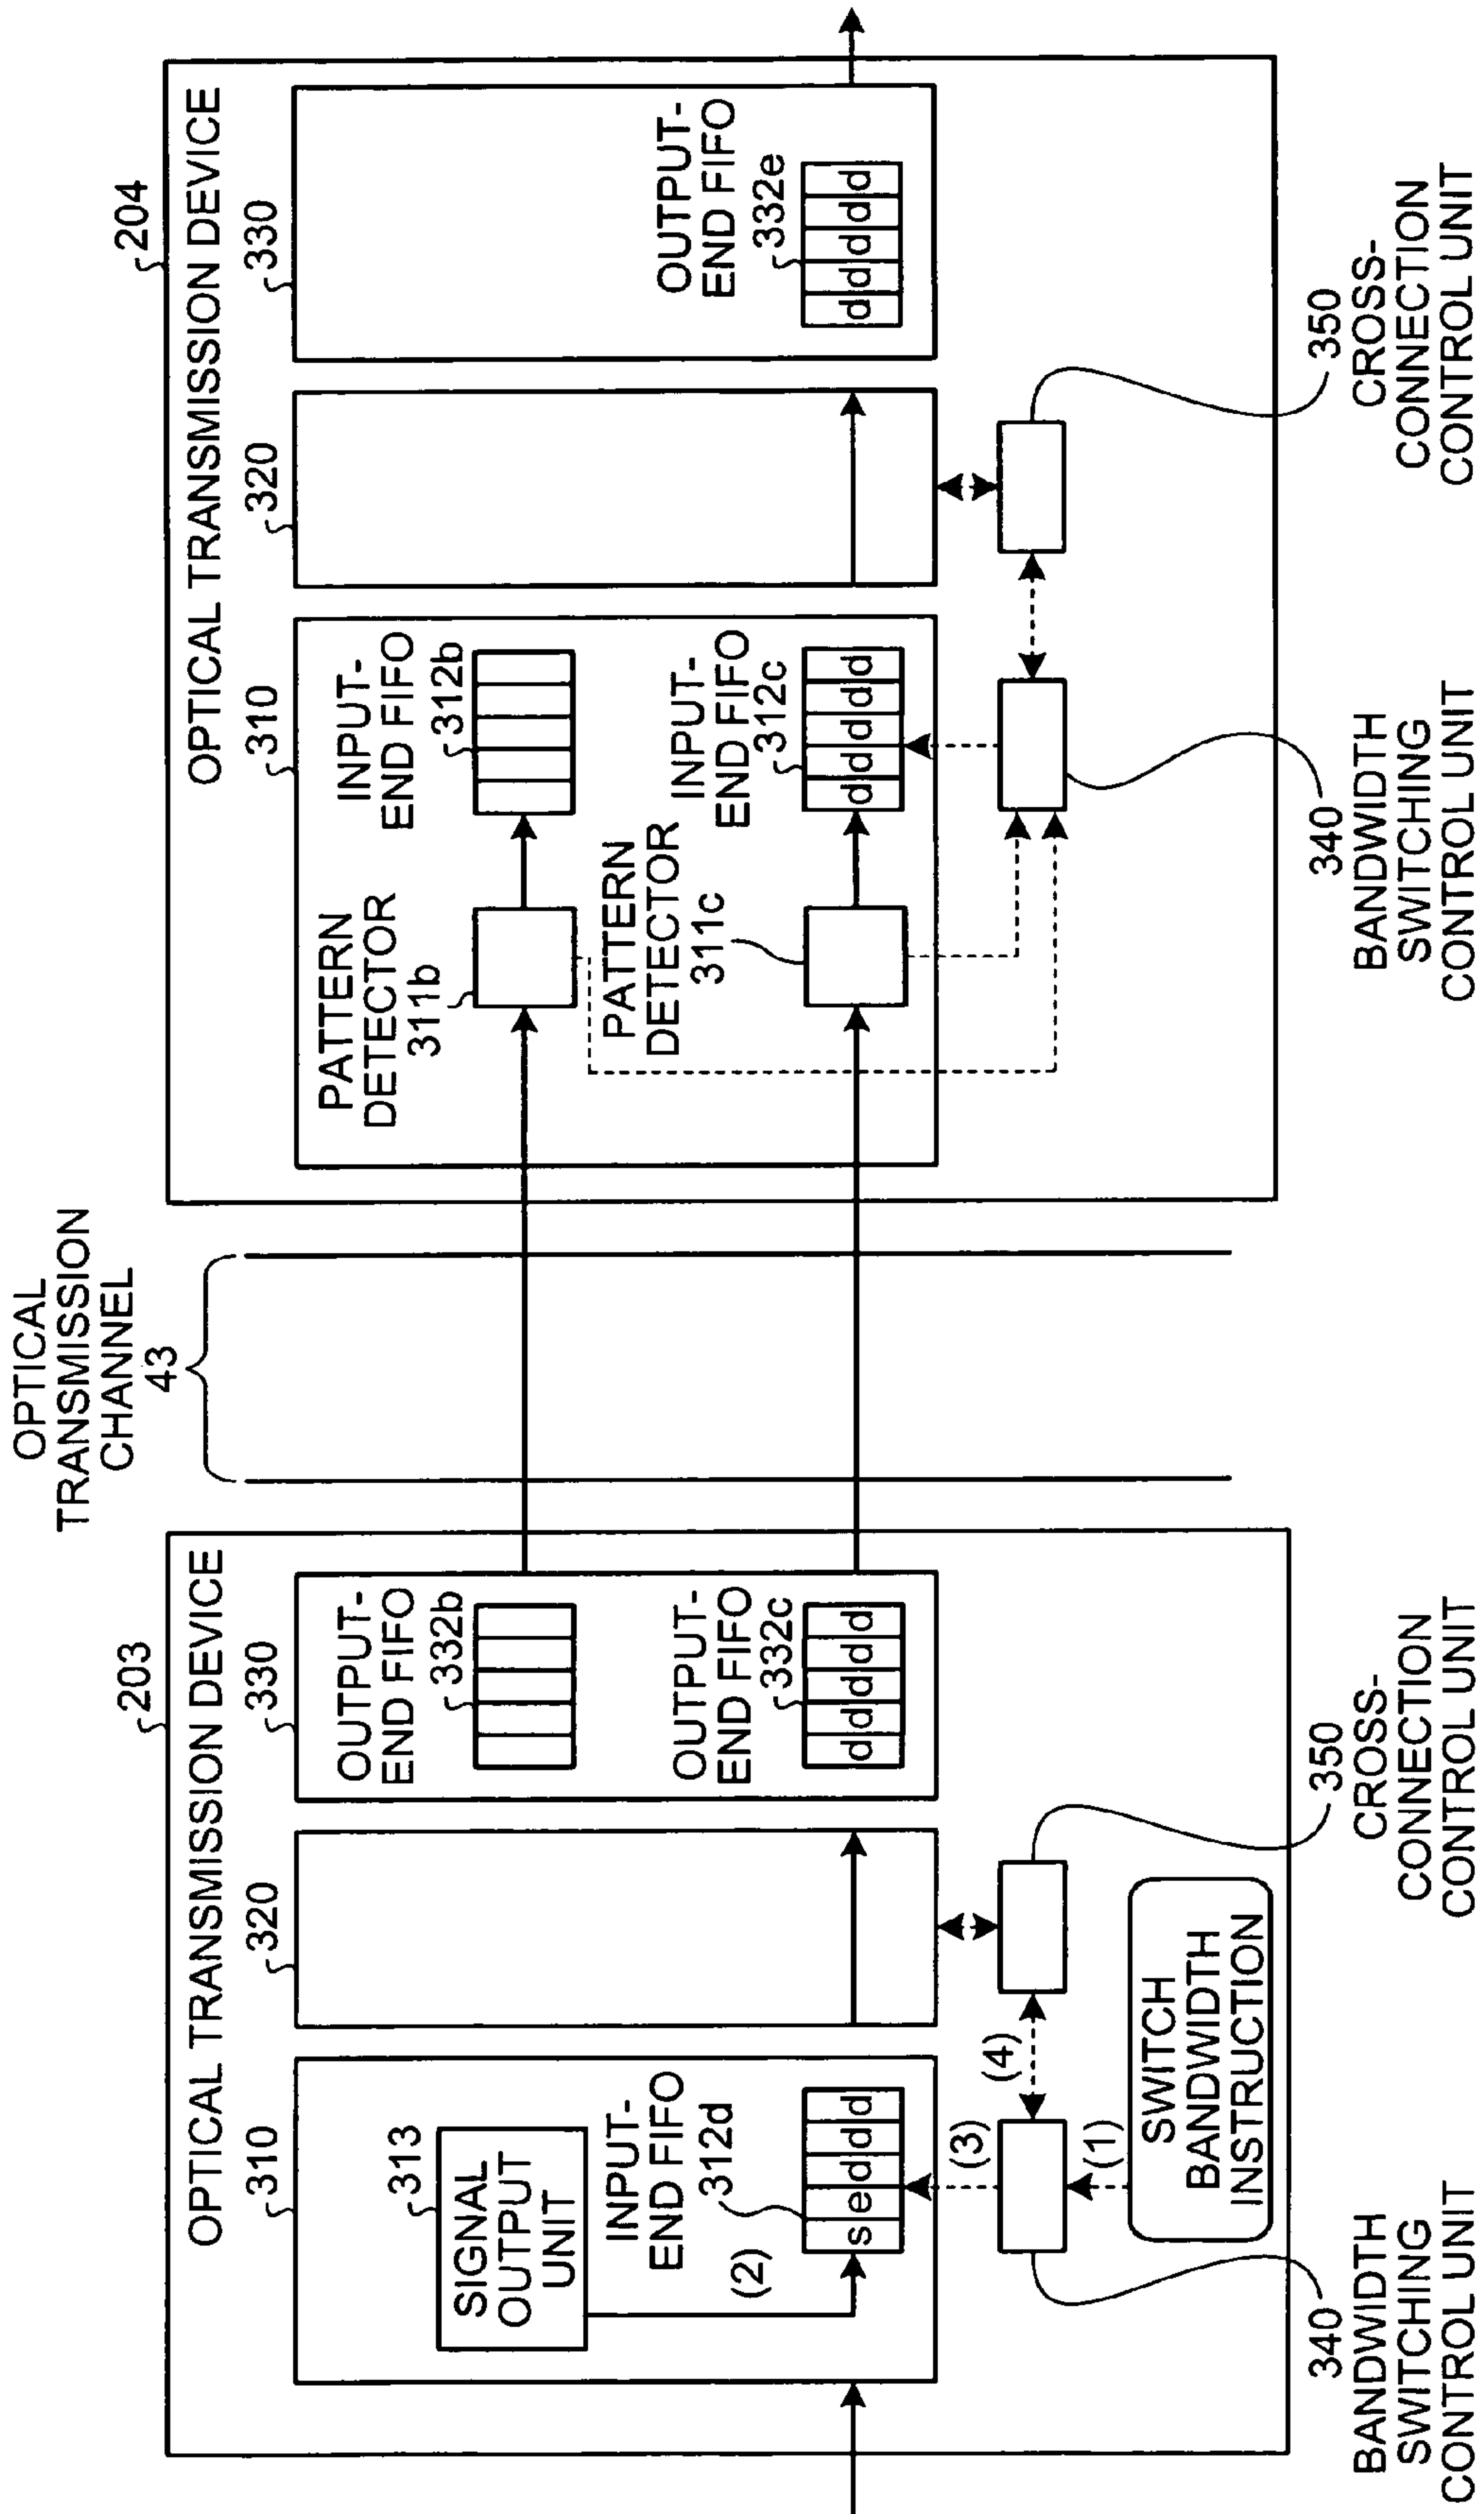 OPTICAL
TRANSMISSION
CHANNEL
43
203
OPTICAL TRANSMISSION DEVICE
310
313
SIGNAL
OUTPUT
UNIT
INPUT-
END FIFO
312d
(2)
s e d d d
320
330
OUTPUT-
END FIFO
332b
OUTPUT-
END FIFO
332c
d d d d d
(3)
(4)
(1)
SWITCH
BANDWIDTH
INSTRUCTION
340
BANDWIDTH
SWITCHING
CONTROL UNIT
350
CROSS-
CONNECTION
CONTROL UNIT
204
OPTICAL TRANSMISSION DEVICE
310
PATTERN
DETECTOR
311b
INPUT-
END FIFO
312b
PATTERN
DETECTOR
311c
INPUT-
END FIFO
312c
d d d d d
320
330
OUTPUT-
END FIFO
332e
d d d d d
340
BANDWIDTH
SWITCHING
CONTROL UNIT
350
CROSS-
CONNECTION
CONTROL UNIT